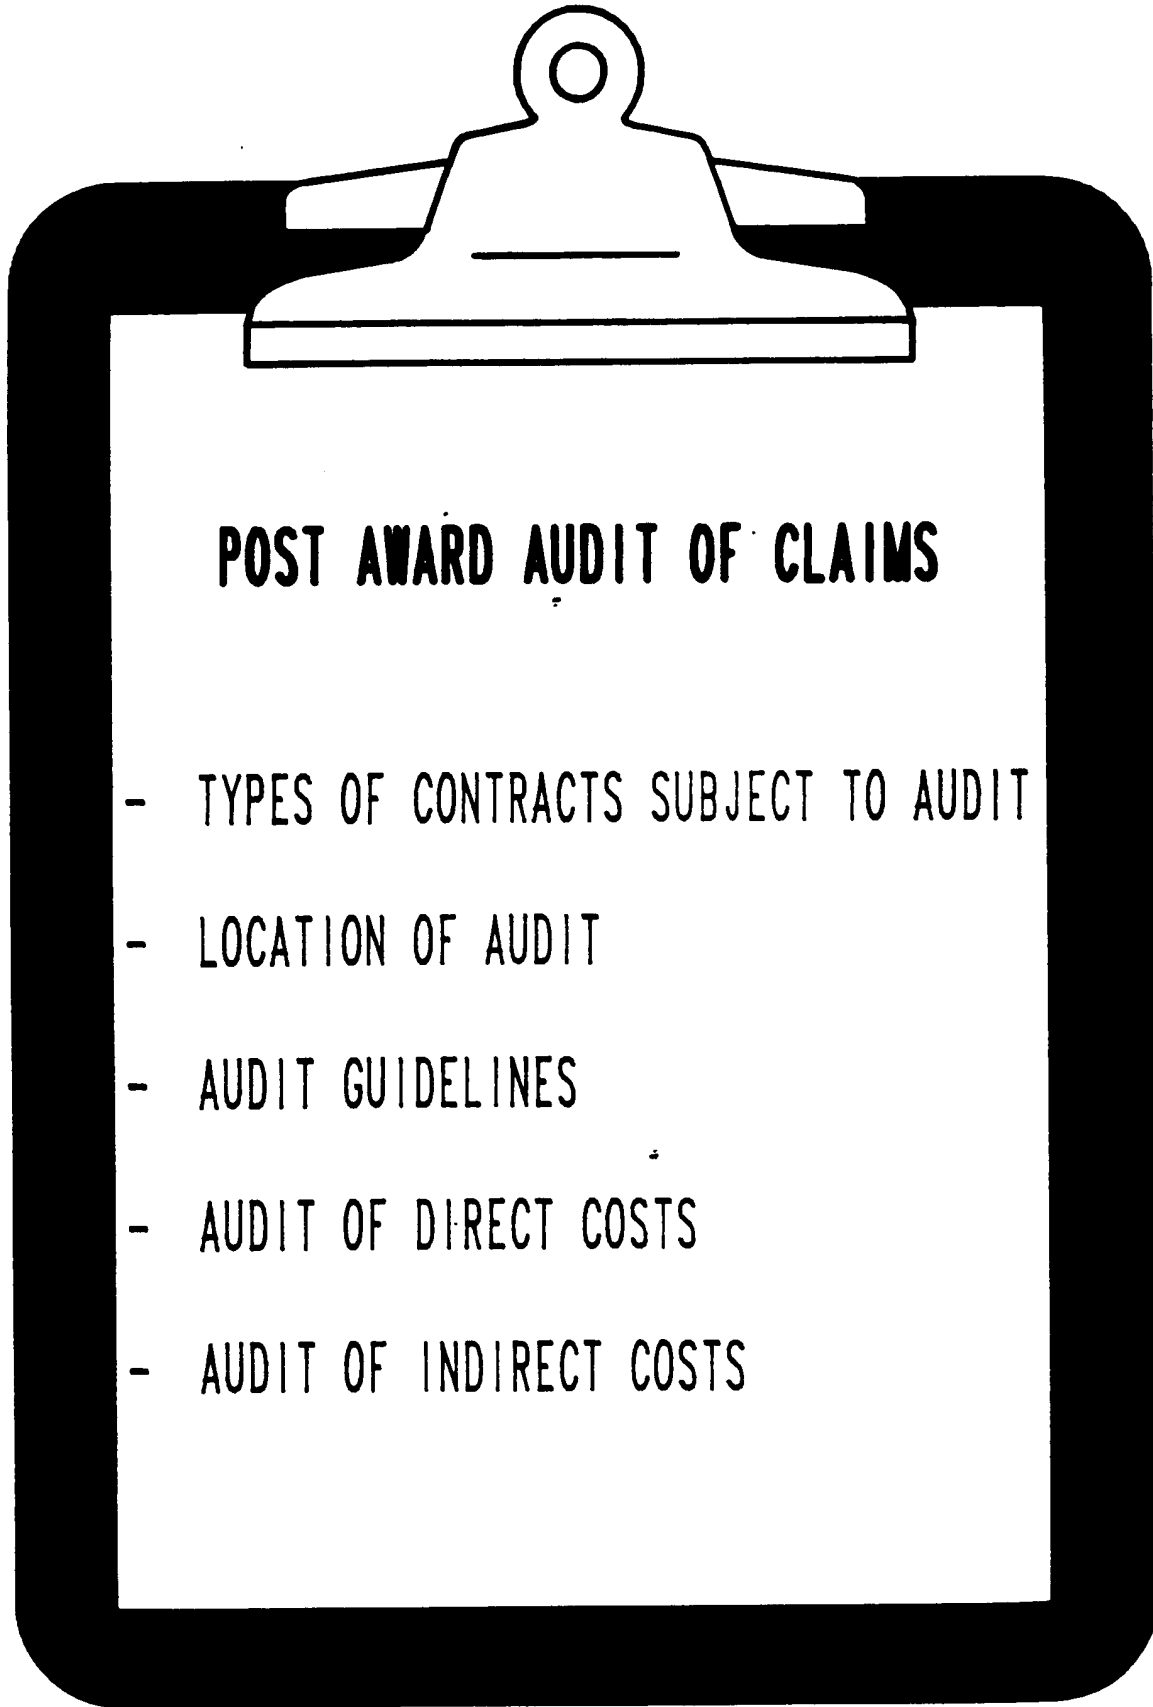 POST AWARD AUDIT OF CLAIMS
- TYPES OF CONTRACTS SUBJECT TO AUDIT
- LOCATION OF AUDIT
- AUDIT GUIDELINES
- AUDIT OF DIRECT COSTS
- AUDIT OF INDIRECT COSTS